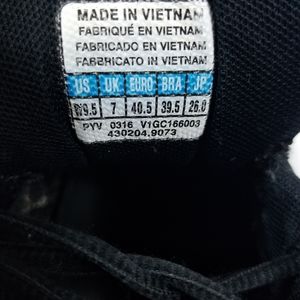 MADE IN VIETNAM
FABRIQUÉ EN VIETNAM
FABRICADO EN VIETNAM
FABBRICATO EN VIETNAM
US UK EURO BRA JP
9.5 7 40.5 39.5 26.0
PYV 0316 V1GC166003
430204.9073